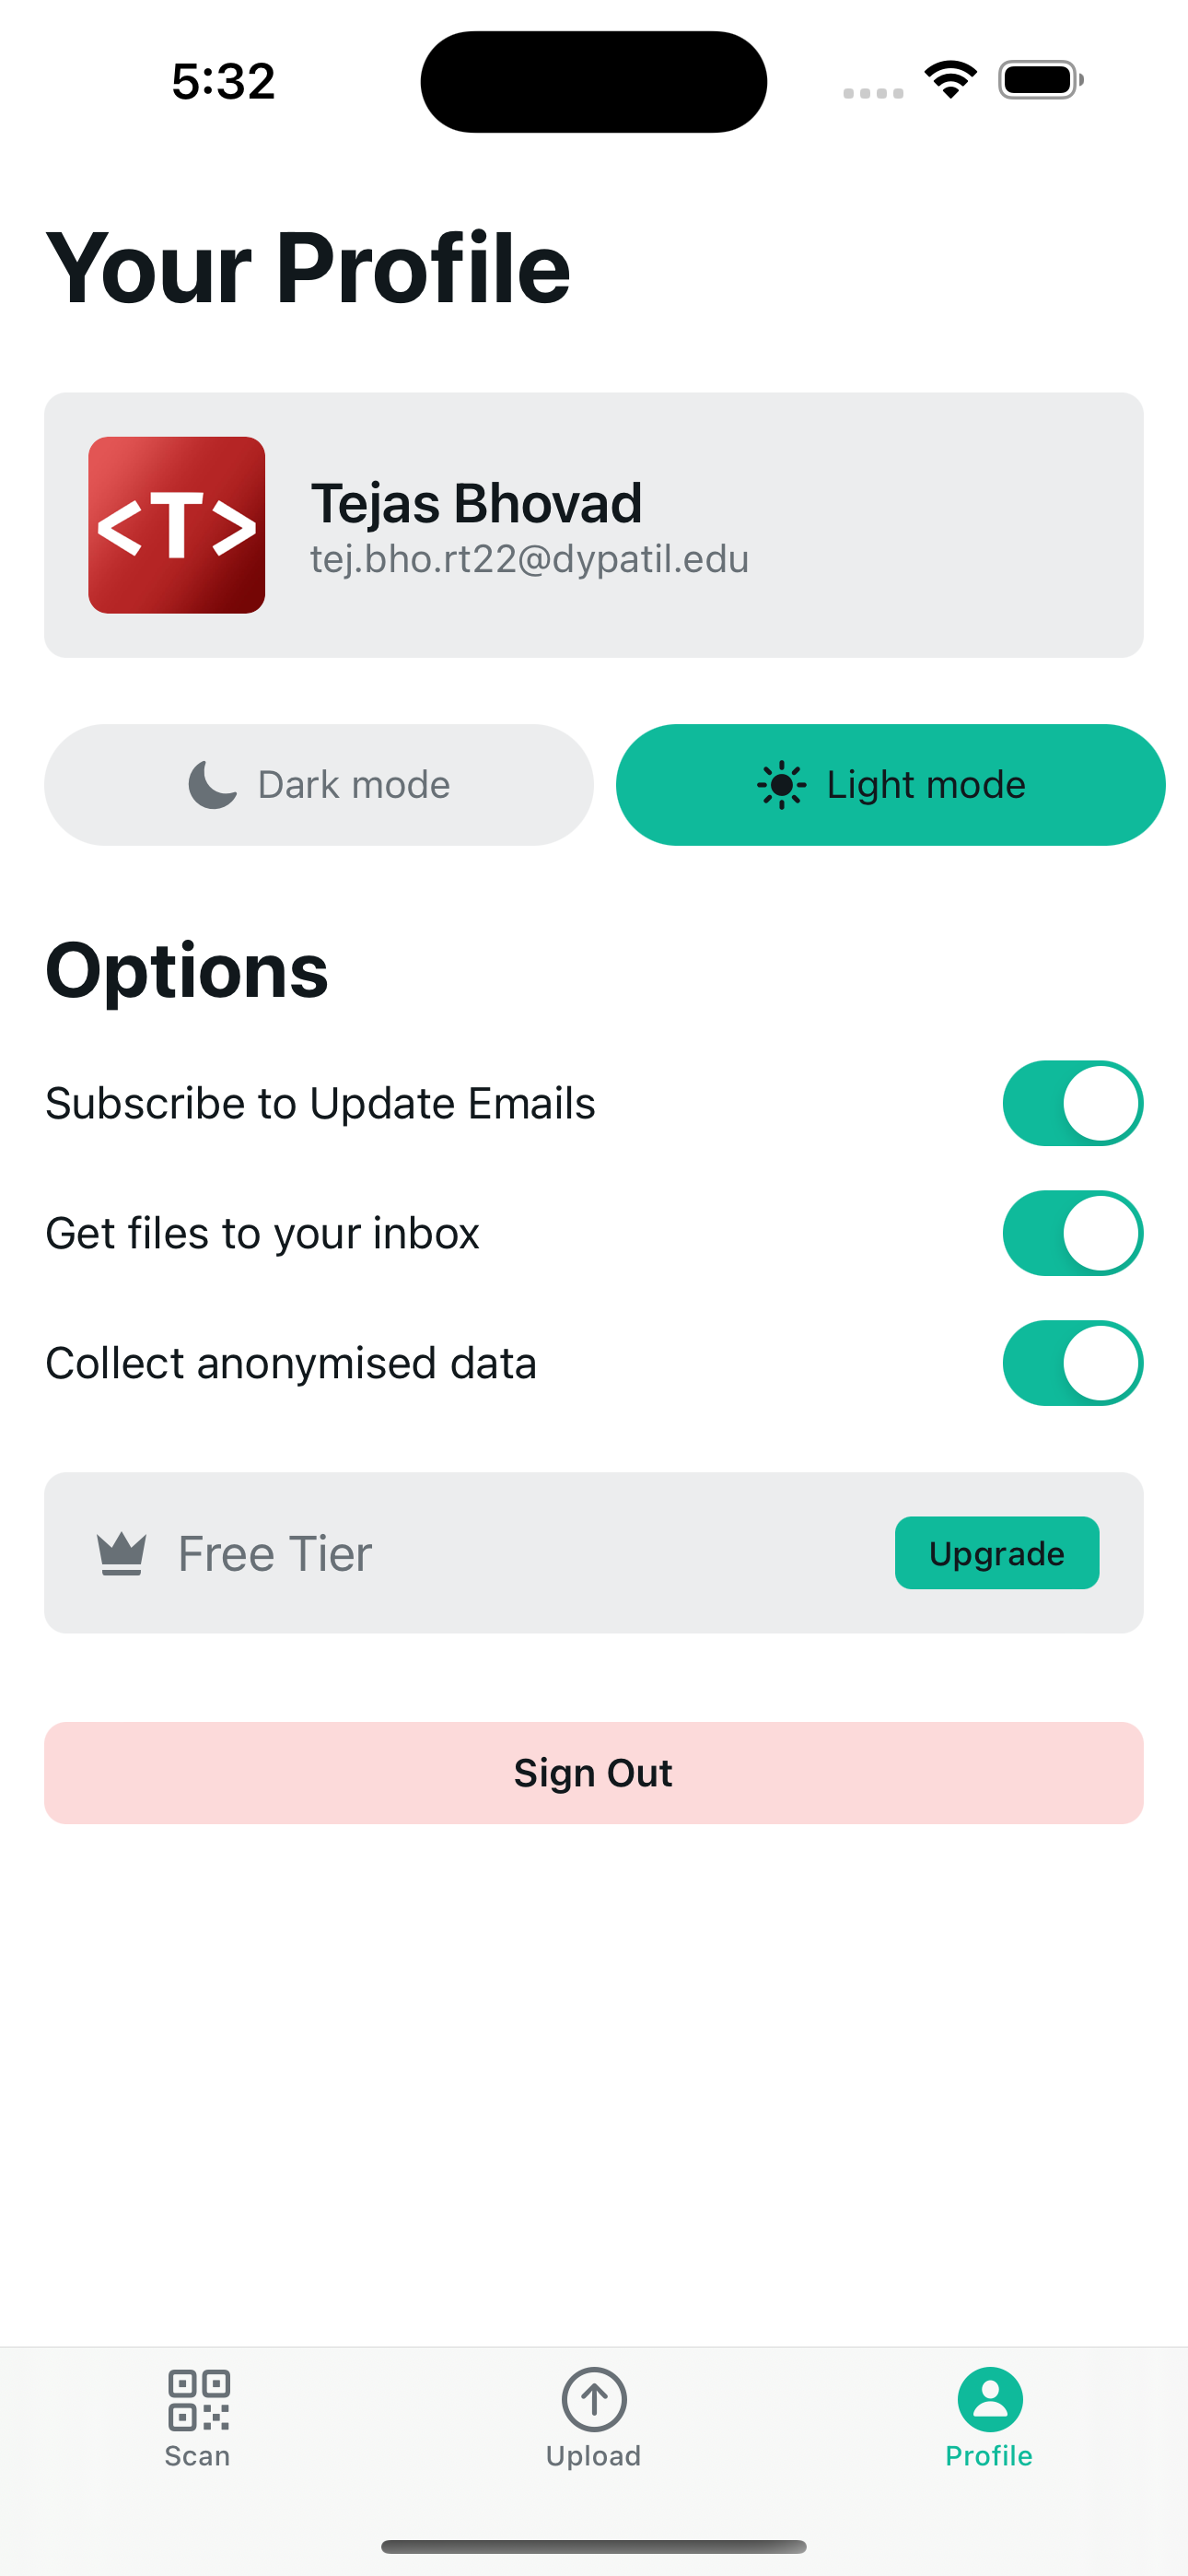 5:32
Your Profile
<T>
Tejas Bhovad
tej.bho.rt22@dypatil.edu
Dark mode
Light mode
Options
Subscribe to Update Emails
Get files to your inbox
Collect anonymised data
Free Tier
Upgrade
Sign Out
Scan
Upload
Profile